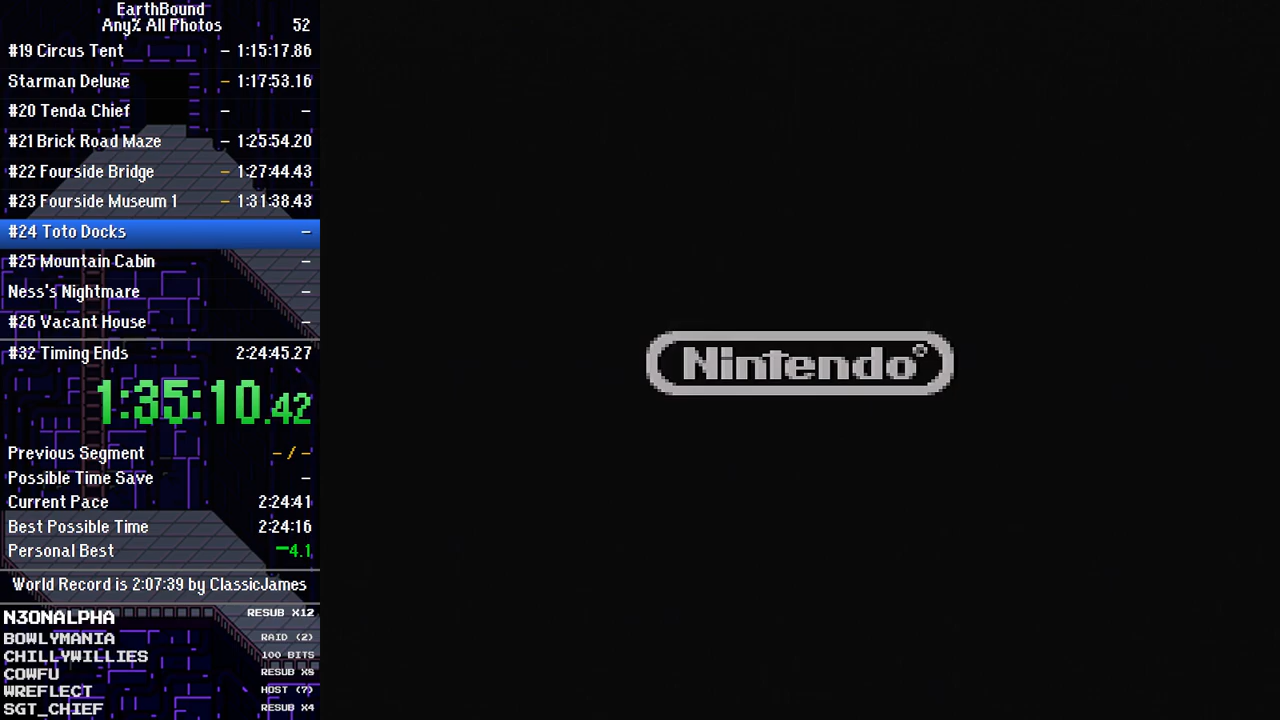 EarthBound
Any% All Photos 52
#19 Circus Tent – 1:15:17.86
Starman Deluxe – 1:17:53.16
#20 Tenda Chief – –
#21 Brick Road Maze – 1:25:54.20
#22 Fourside Bridge – 1:27:44.43
#23 Fourside Museum 1 – 1:31:38.43
#24 Toto Docks –
#25 Mountain Cabin –
Ness's Nightmare –
#26 Vacant House –
#32 Timing Ends 2:24:45.27
1:35:10.42
Previous Segment – / –
Possible Time Save –
Current Pace 2:24:41
Best Possible Time 2:24:16
Personal Best −4.1
World Record is 2:07:39 by ClassicJames
N3ONALPHA RESUB X12
BOWLYMANIA RAID (2)
CHILLYWILLIES 100 BITS
COWFU RESUB X8
WREFLECT HOST (7)
SGT_CHIEF RESUB X4
Nintendo®